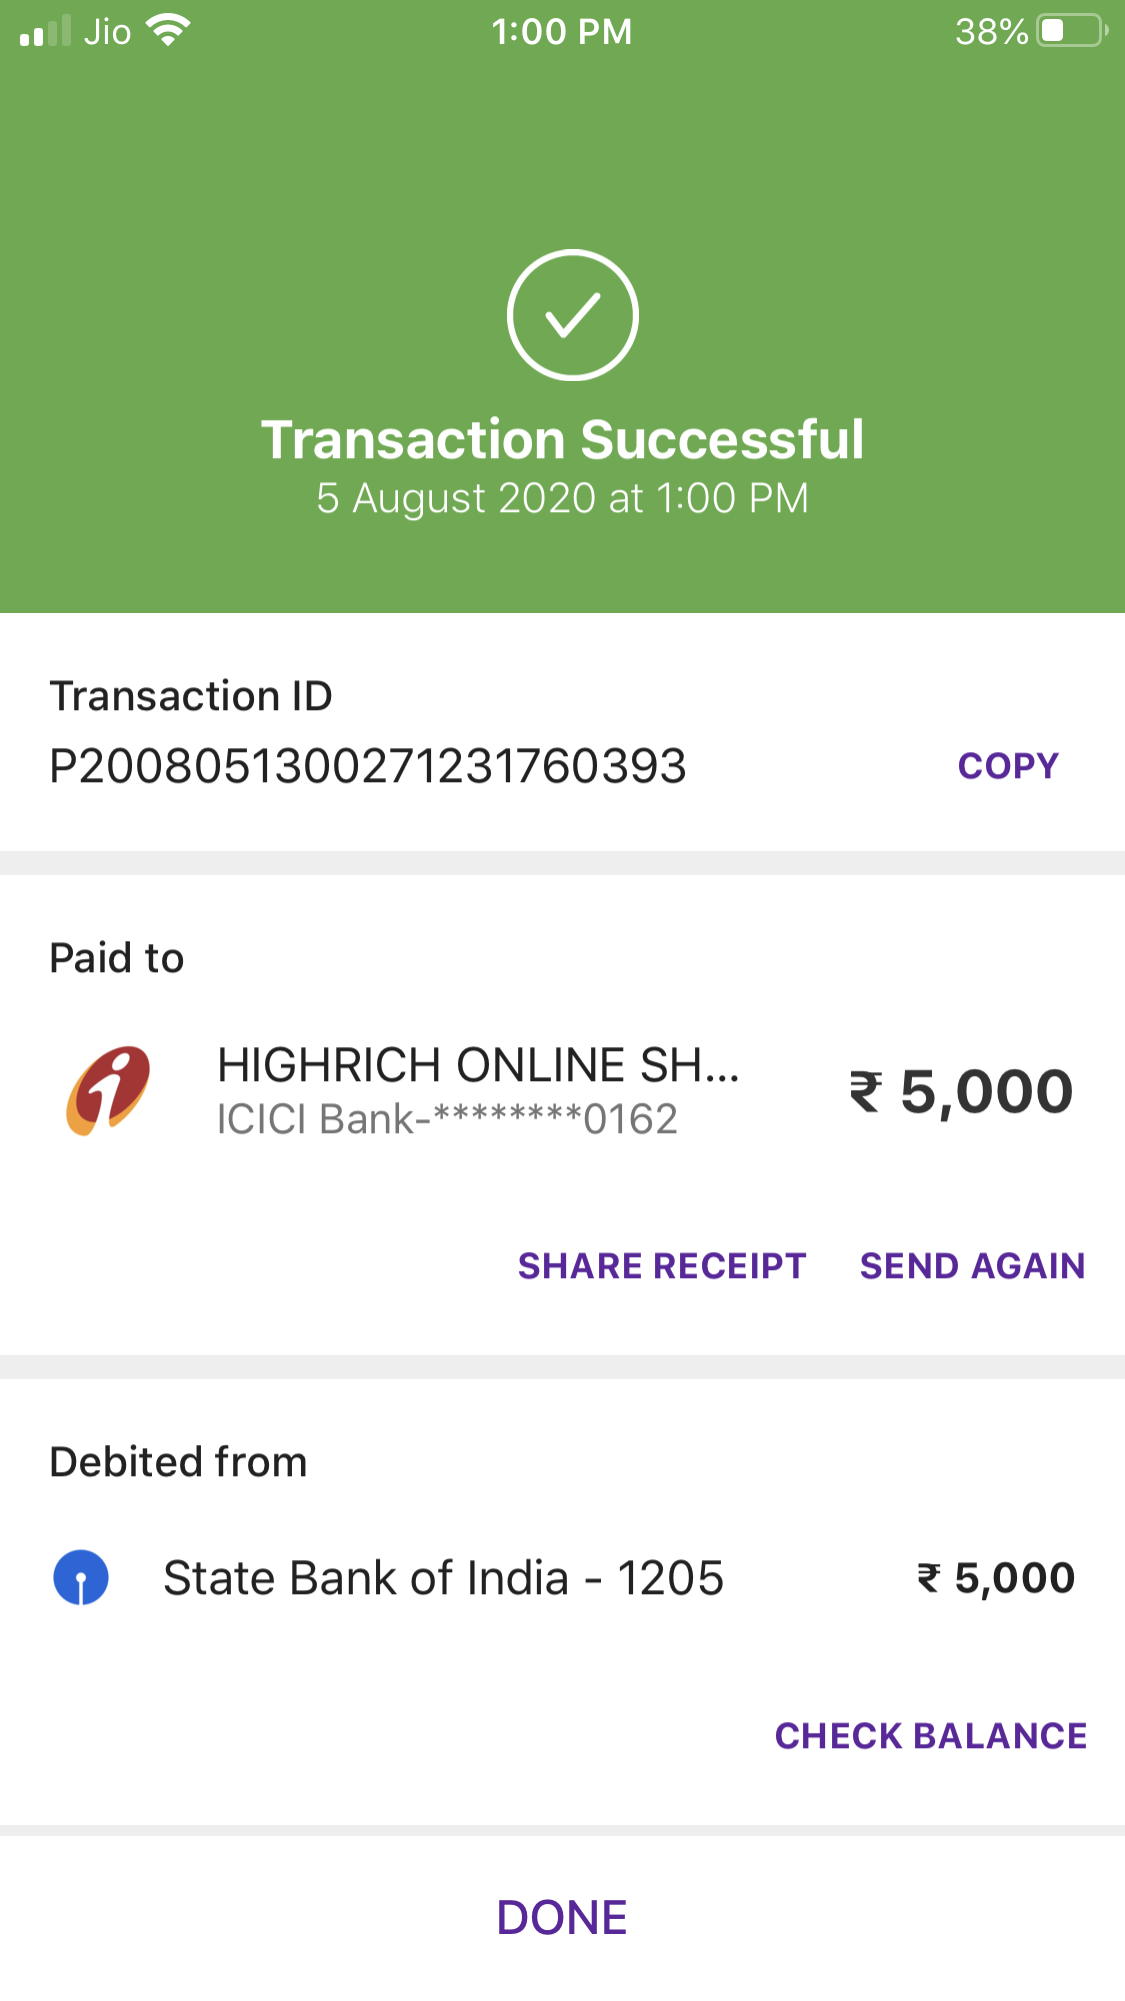 Jio 1:00 PM 38%
Transaction Successful
5 August 2020 at 1:00 PM
Transaction ID
P2008051300271231760393 COPY
Paid to
HIGHRICH ONLINE SH... ₹ 5,000
ICICI Bank-********0162
SHARE RECEIPT SEND AGAIN
Debited from
State Bank of India - 1205 ₹ 5,000
CHECK BALANCE
DONE